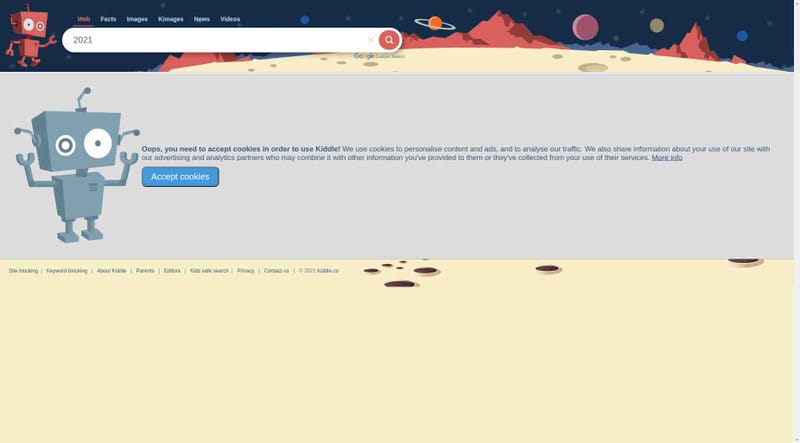 Web Facts Images Kimages News Videos
2021
Google Custom Search
Oops, you need to accept cookies in order to use Kiddle! We use cookies to personalise content and ads, and to analyse our traffic. We also share information about your use of our site with
our advertising and analytics partners who may combine it with other information you've provided to them or they've collected from your use of their services. More info
Accept cookies
Site blocking | Keyword blocking | About Kiddle | Parents | Editors | Kids safe search | Privacy | Contact us | © 2021 Kiddle.co